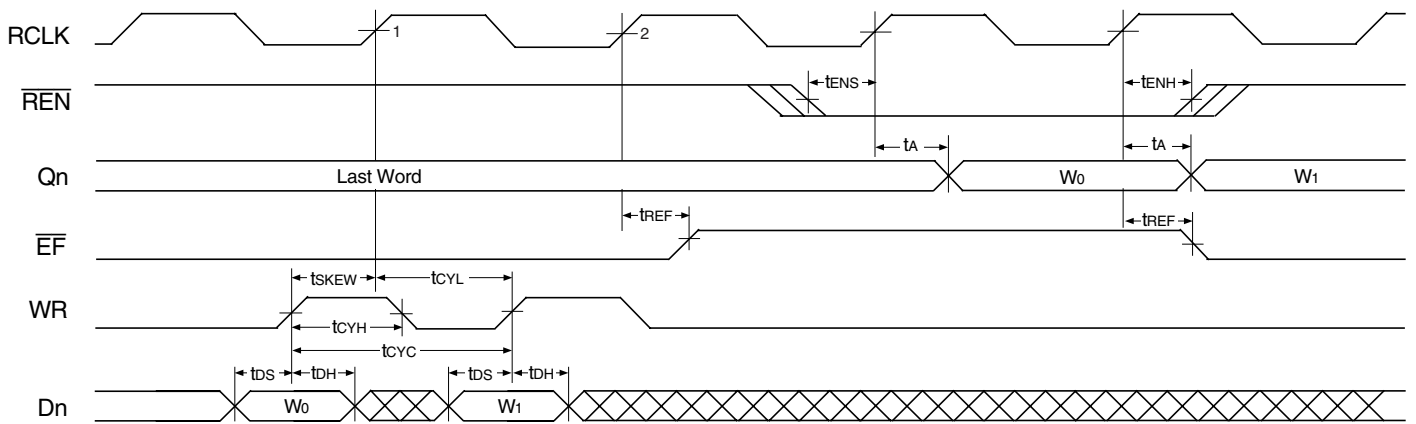 RCLK
1
2
REN
tENS
tENH
tA
tA
Qn
Last Word
W0
W1
tREF
tREF
EF
tSKEW
tCYL
WR
tCYH
tCYC
tDS
tDH
tDS
tDH
Dn
W0
W1